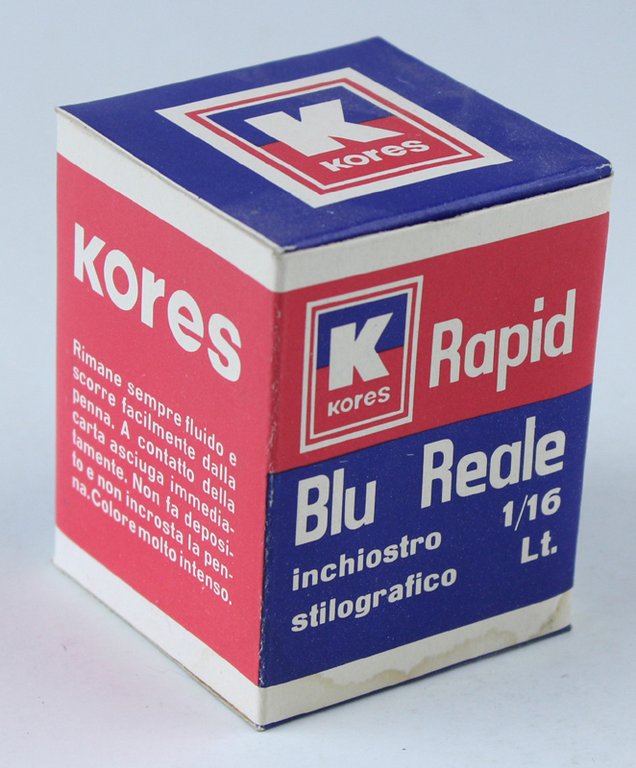 K
Kores
Kores
Rimane sempre fluido e
scorre facilmente dalla
penna. A contatto della
carta asciuga immedia-
tamente. Non fa deposi-
to e non incrosta la pen-
na. Colore molto intenso.
K
Kores
Rapid
Blu Reale
inchiostro 1/16
stilografico Lt.